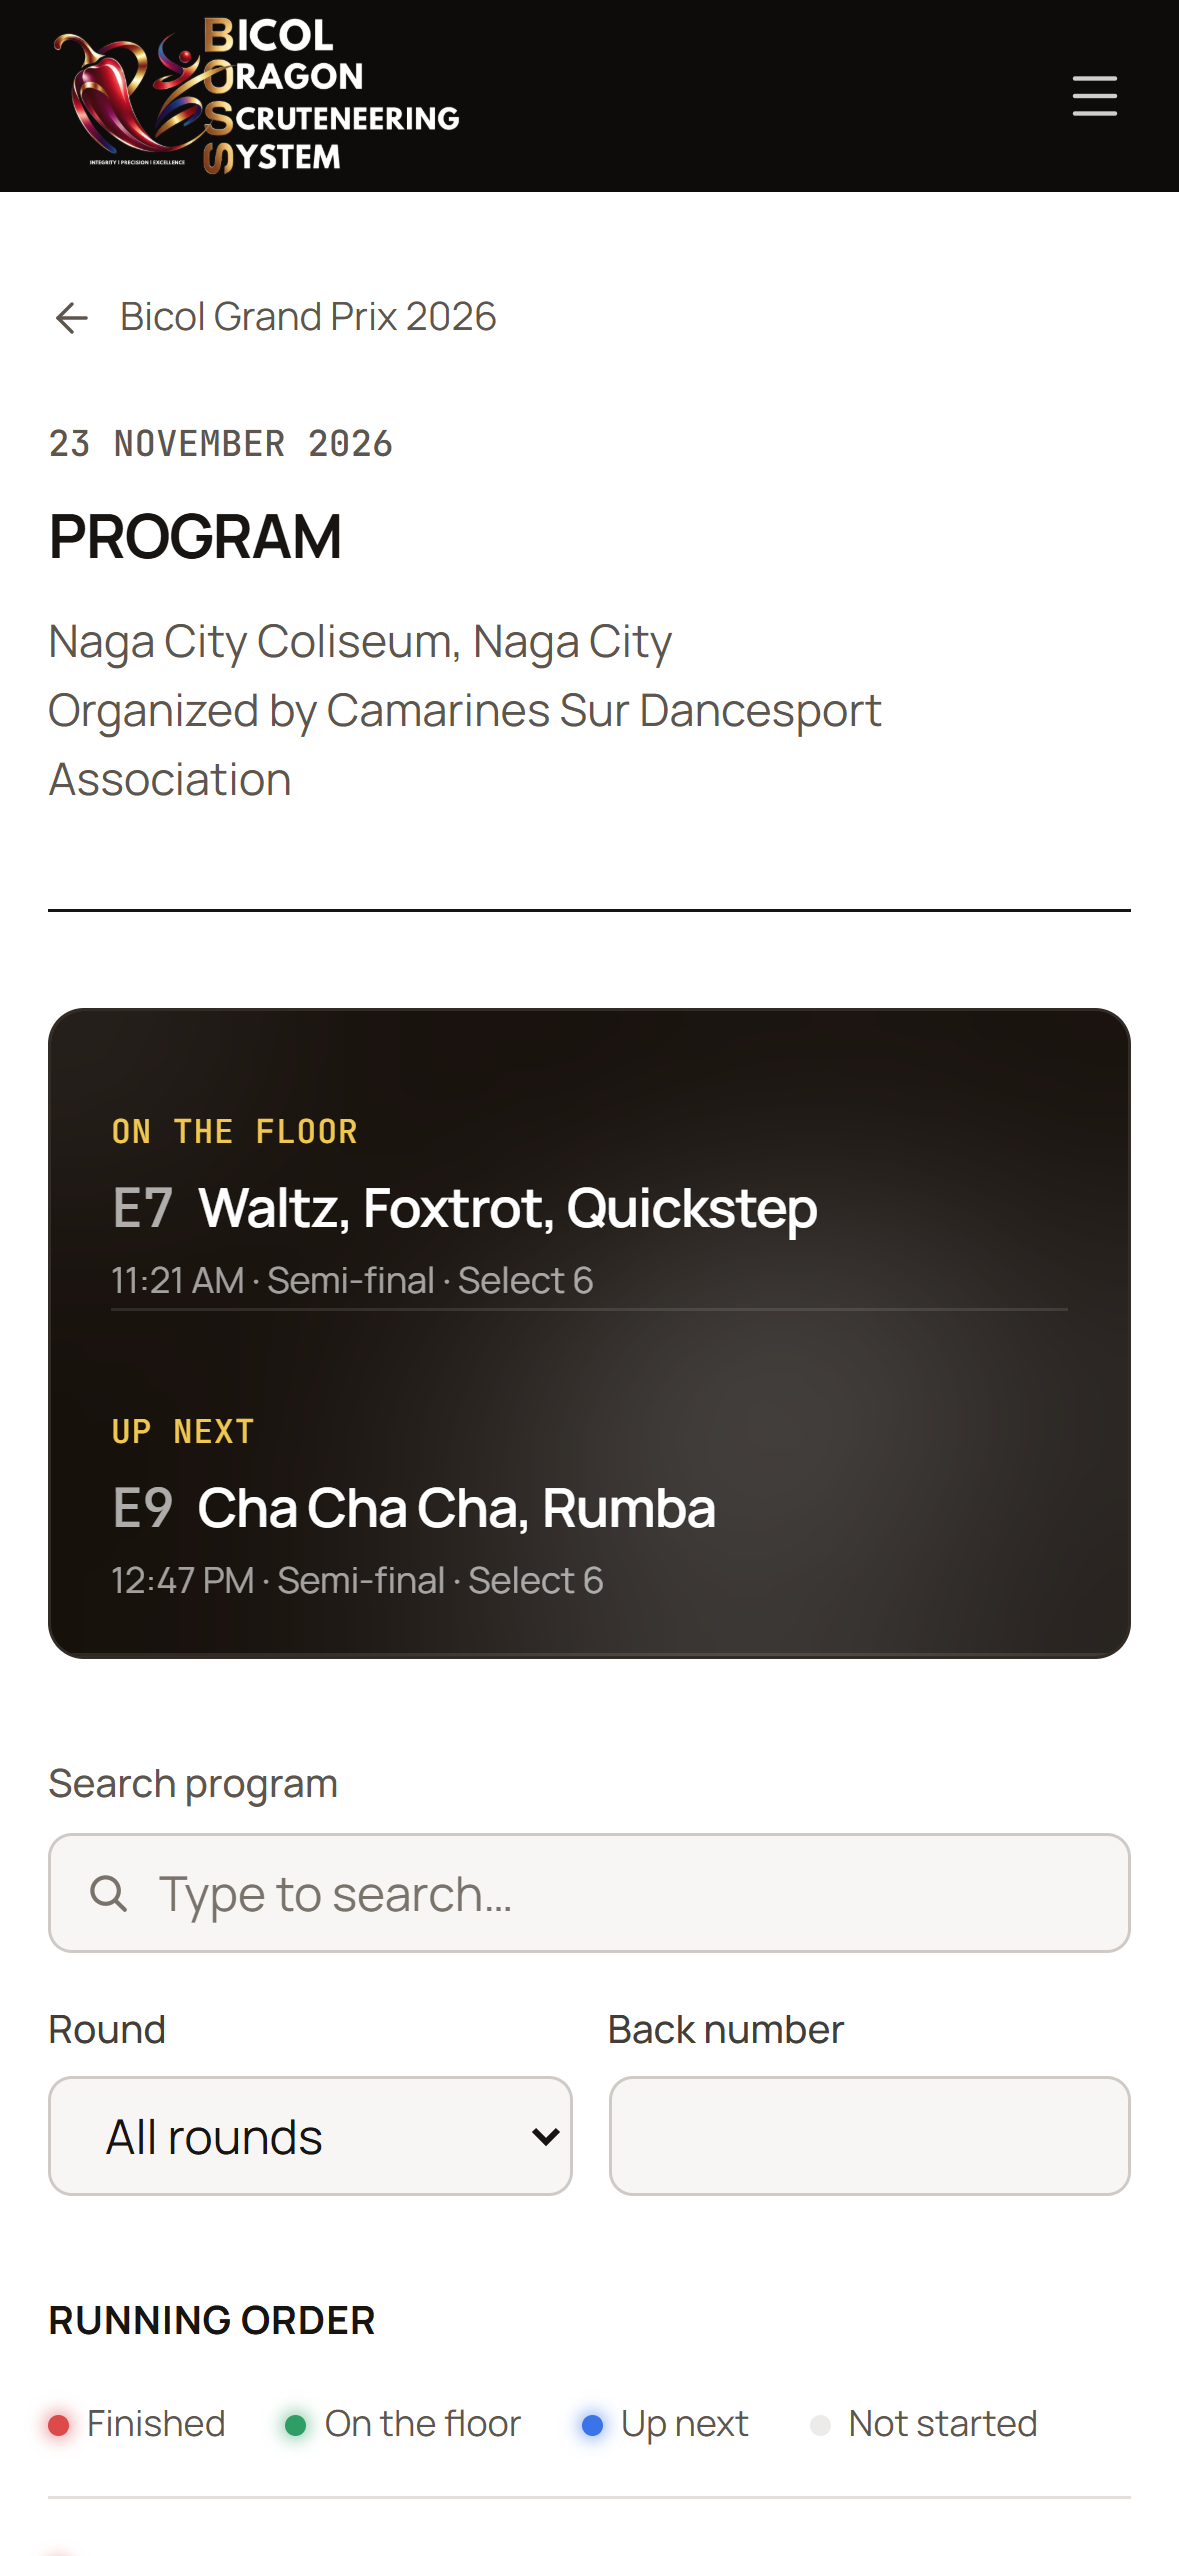 BICOL
ORAGON
SCRUTENEERING
SYSTEM
INTEGRITY | PRECISION | EXCELLENCE
Bicol Grand Prix 2026
23 NOVEMBER 2026
PROGRAM
Naga City Coliseum, Naga City
Organized by Camarines Sur Dancesport
Association
ON THE FLOOR
E7 Waltz, Foxtrot, Quickstep
11:21 AM · Semi-final · Select 6
UP NEXT
E9 Cha Cha Cha, Rumba
12:47 PM · Semi-final · Select 6
Search program
Type to search...
Round Back number
All rounds
RUNNING ORDER
Finished On the floor Up next Not started